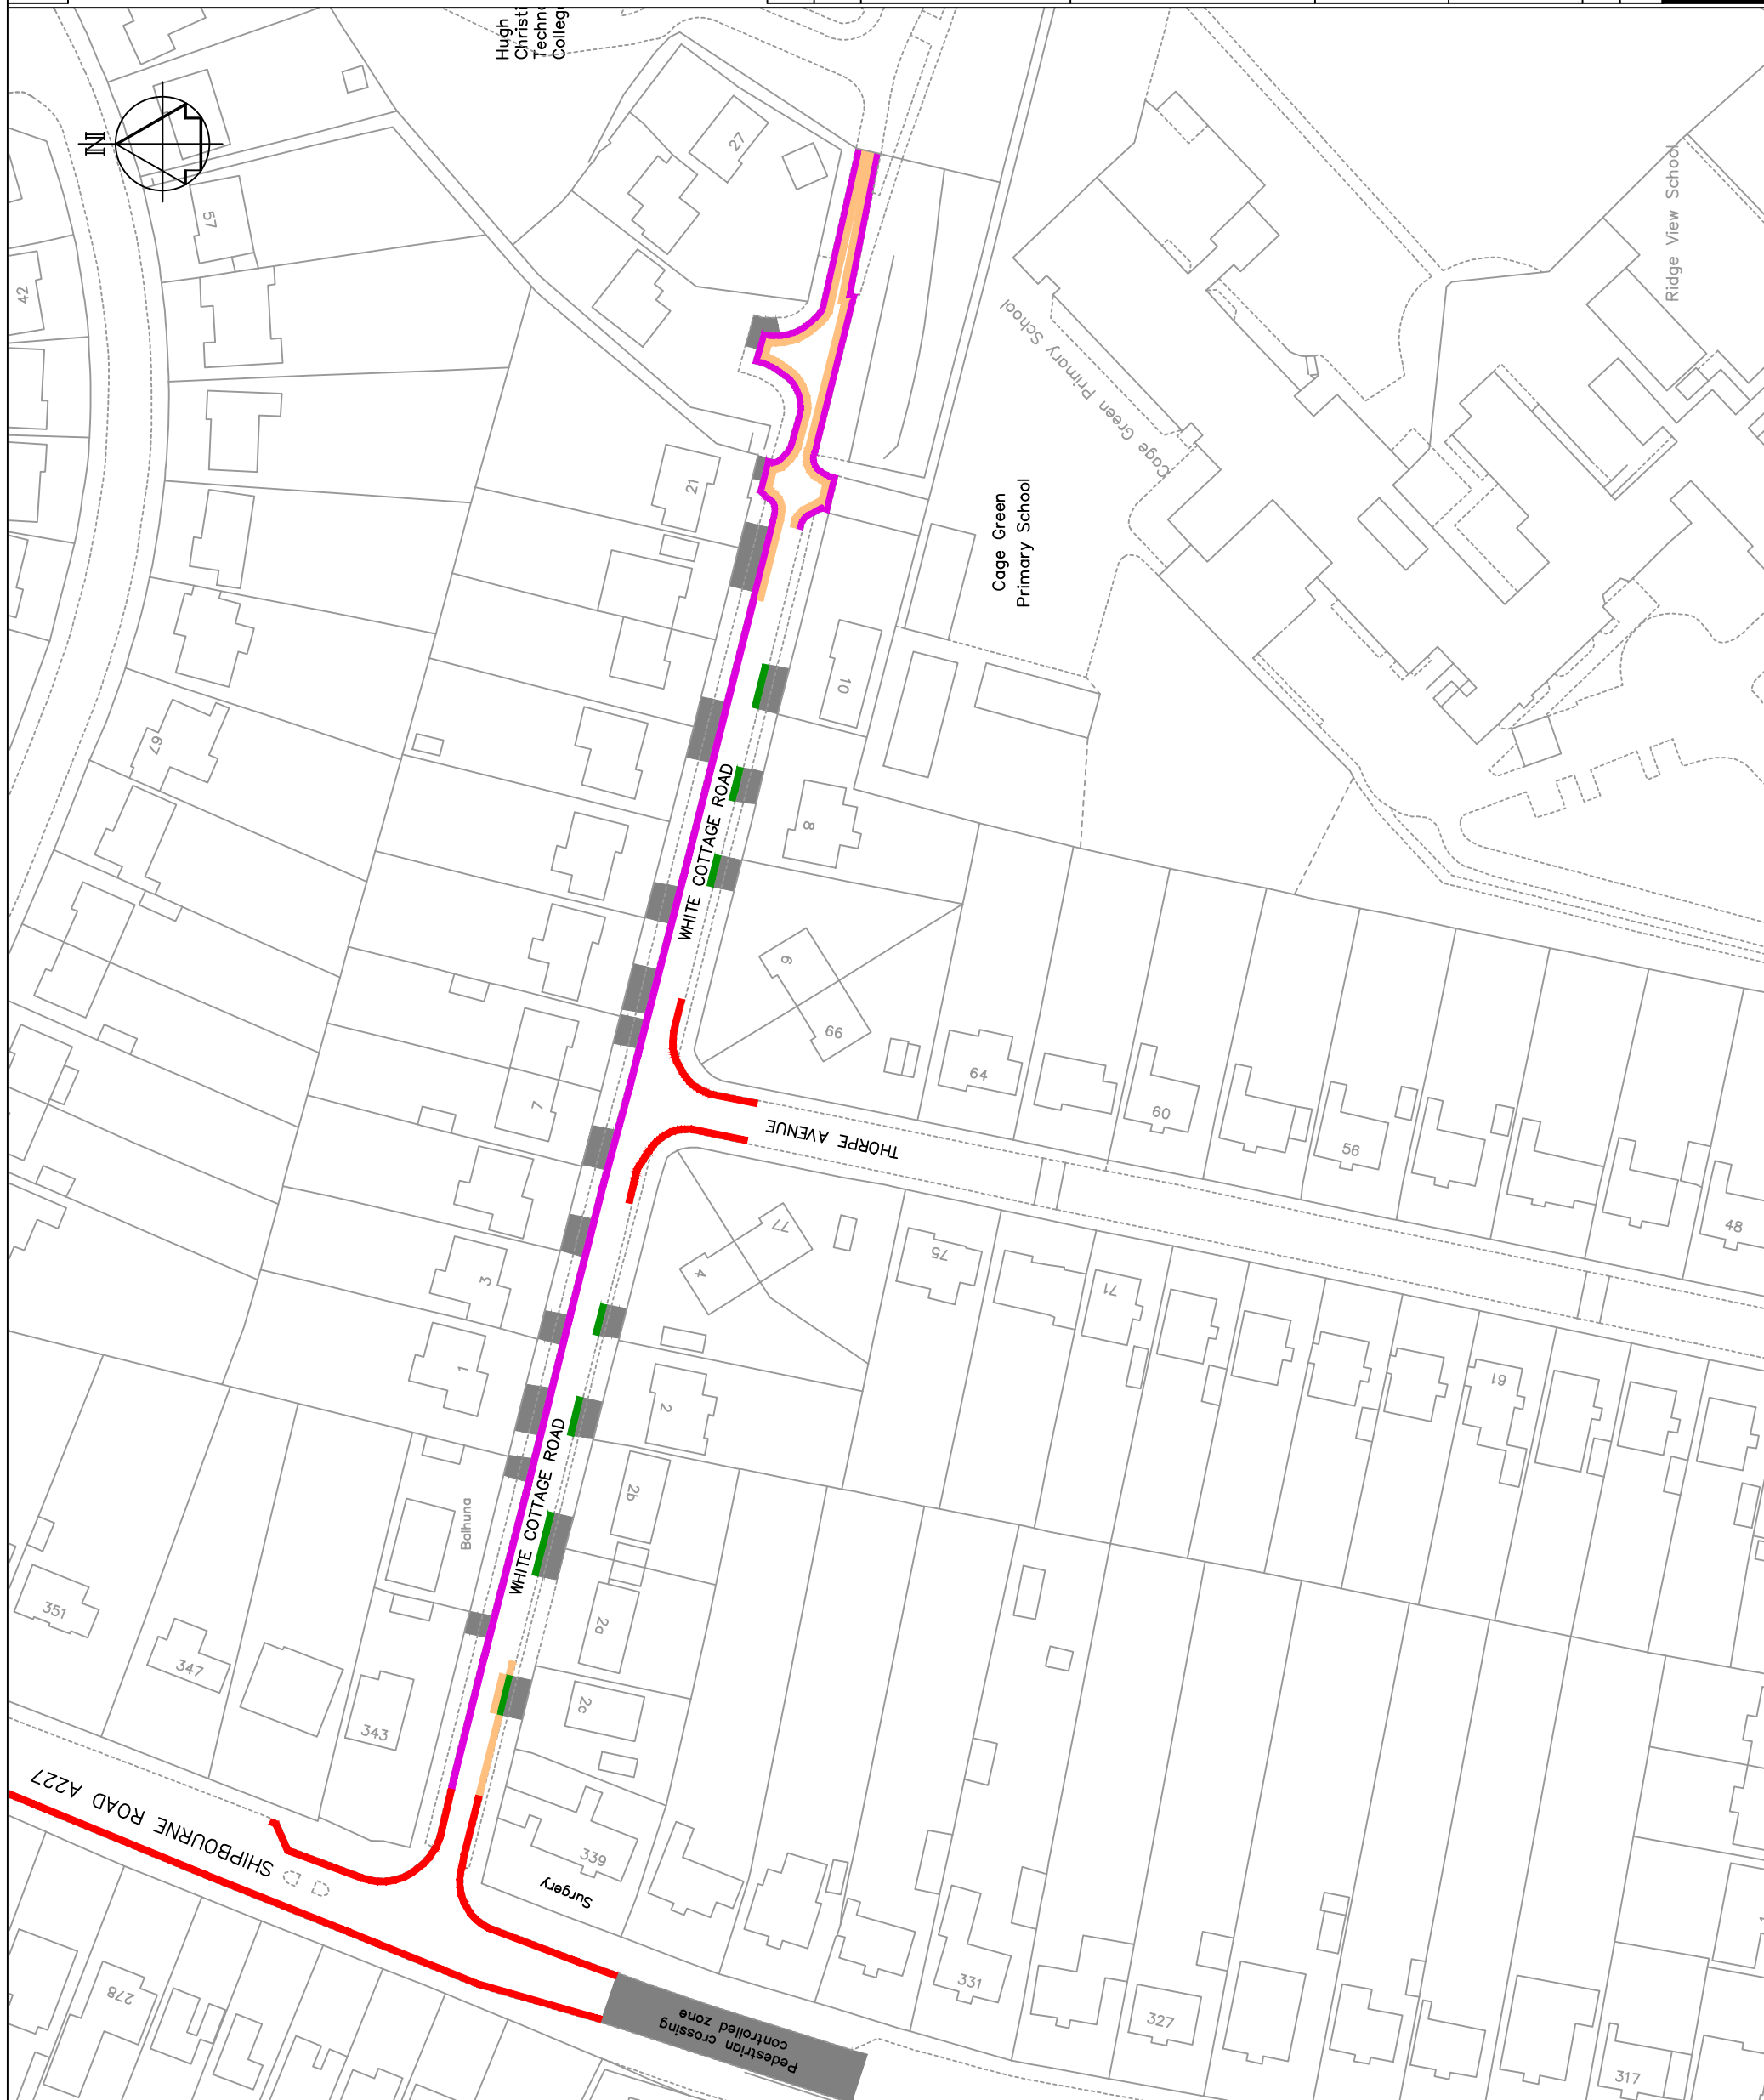 Hugh
Christi
Techno
Colleg
N
27
57
42
Ridge View School
Cage Green Primary School
21
Cage Green
Primary School
10
67
WHITE COTTAGE ROAD
8
6
66
64
60
56
48
7
THORPE AVENUE
77
4
75
71
3
1
2
61
2b
WHITE COTTAGE ROAD
Balhuna
351
347
2a
2c
343
SHIPBOURNE ROAD A227
339
Surgery
278
331
327
317
Pedestrian crossing
controlled zone